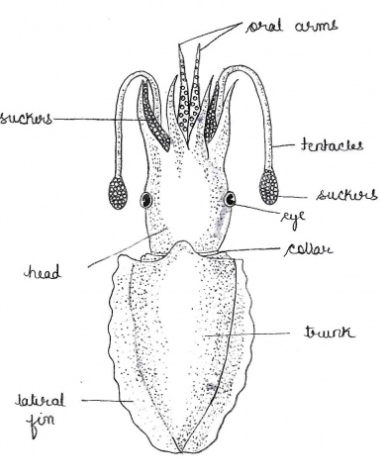 oral arms
suckers
tentacles
suckers
eye
collar
head
trunk
lateral
fin